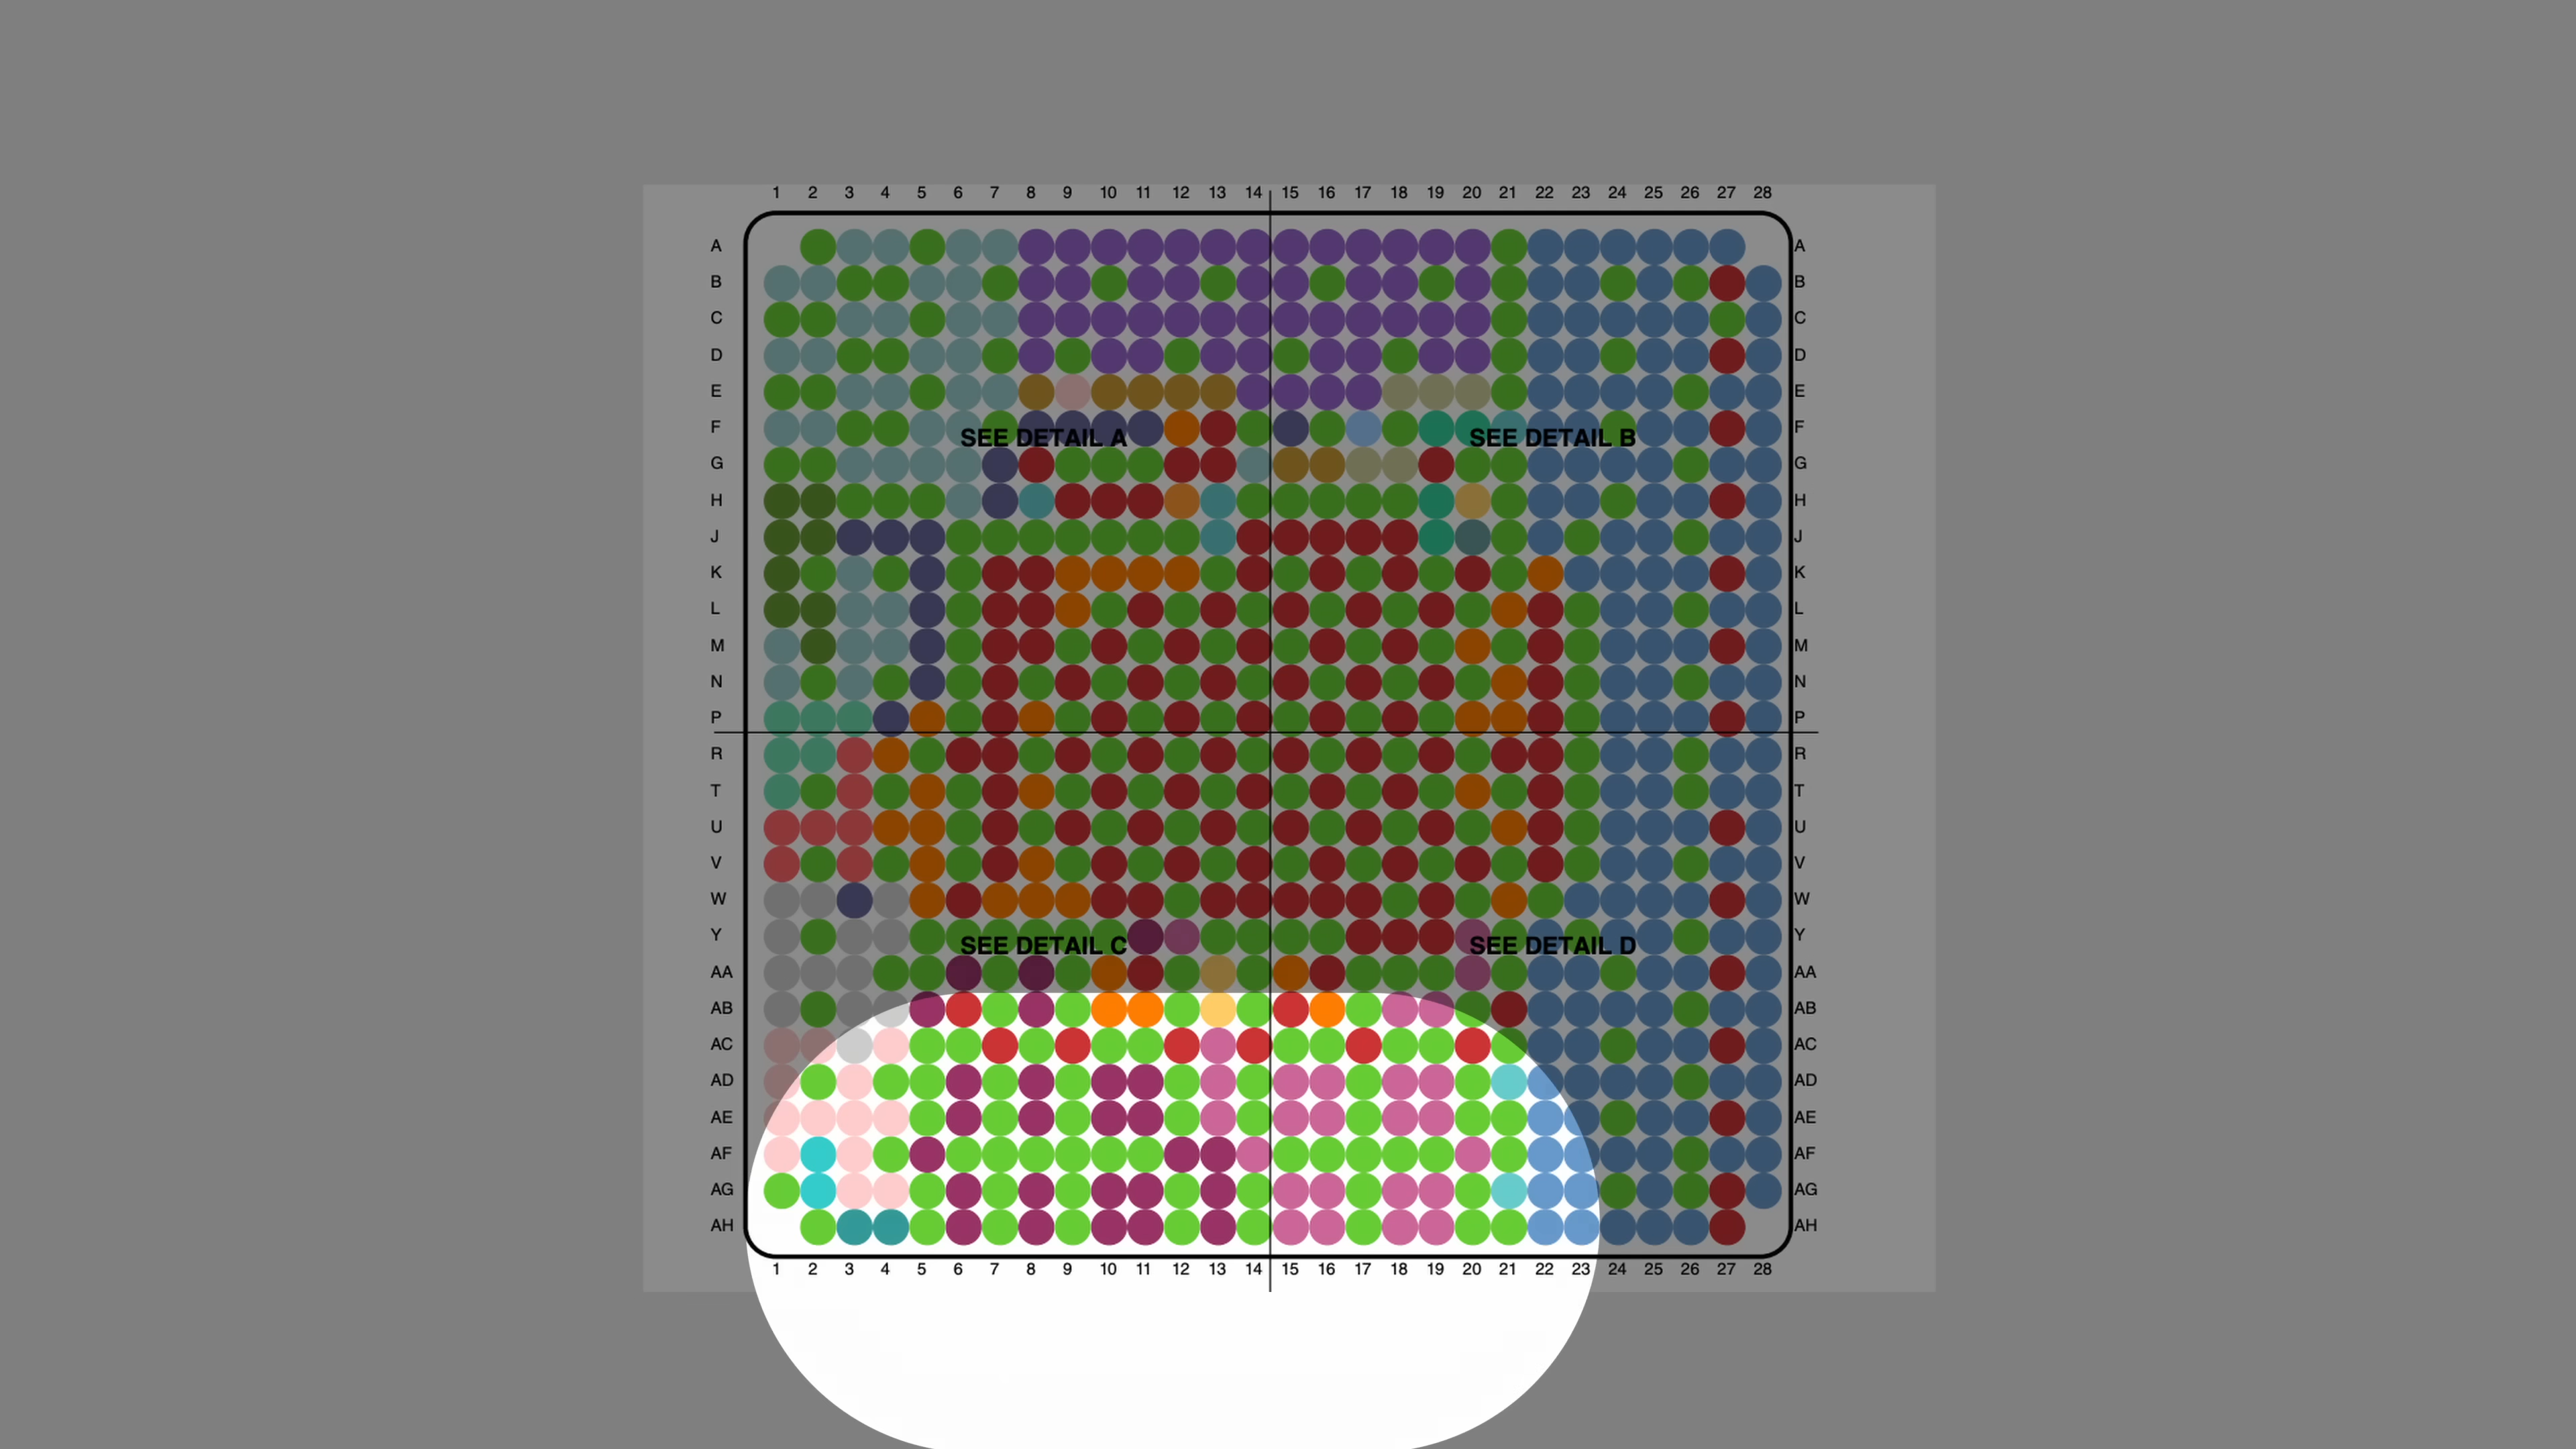 1 2 3 4 5 6 7 8 9 10 11 12 13 14 15 16 17 18 19 20 21 22 23 24 25 26 27 28
A A
B B
C C
D D
E E
F F
SEE DETAIL A SEE DETAIL B
G G
H H
J J
K K
L L
M M
N N
P P
R R
T T
U U
V V
W W
Y Y
SEE DETAIL C SEE DETAIL D
AA AA
AB AB
AC AC
AD AD
AE AE
AF AF
AG AG
AH AH
1 2 3 4 5 6 7 8 9 10 11 12 13 14 15 16 17 18 19 20 21 22 23 24 25 26 27 28